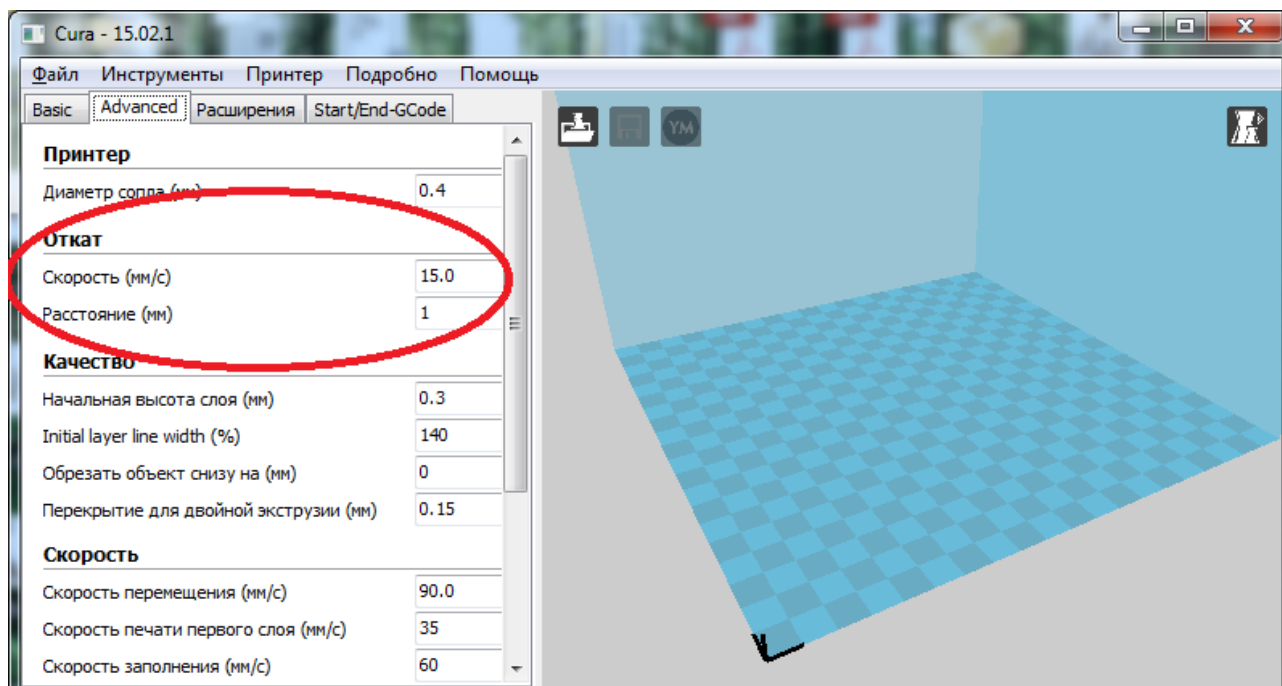 Cura - 15.02.1
Файл Инструменты Принтер Подробно Помощь
Basic Advanced Расширения Start/End-GCode
Принтер
Диаметр сопла (мм) 0.4
Откат
Скорость (мм/с) 15.0
Расстояние (мм) 1
Качество
Начальная высота слоя (мм) 0.3
Initial layer line width (%) 140
Обрезать объект снизу на (мм) 0
Перекрытие для двойной экструзии (мм) 0.15
Скорость
Скорость перемещения (мм/с) 90.0
Скорость печати первого слоя (мм/с) 35
Скорость заполнения (мм/с) 60
YM